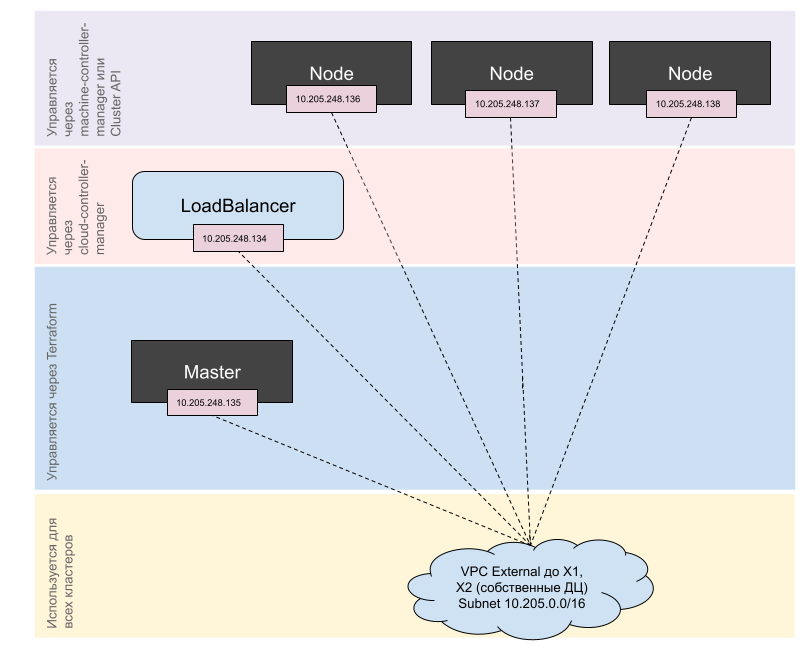 Управляется
через
machine-controller-
manager или
Cluster API
Node
10.205.248.136
Node
10.205.248.137
Node
10.205.248.138
Управляется
через
cloud-controller-
manager
LoadBalancer
10.205.248.134
Управляется через Terraform
Master
10.205.248.135
Используется для
всех кластеров
VPC External до X1,
X2 (собственные ДЦ)
Subnet 10.205.0.0/16